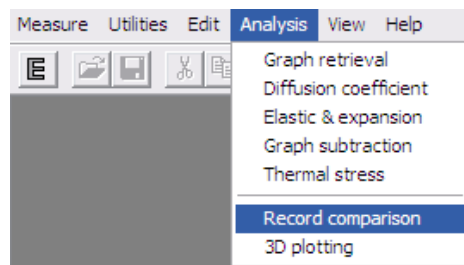 Measure Utilities Edit Analysis View Help
E
Graph retrieval
Diffusion coefficient
Elastic & expansion
Graph subtraction
Thermal stress
Record comparison
3D plotting